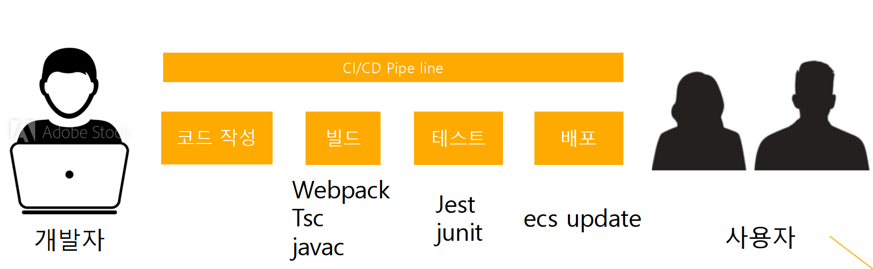 CI/CD Pipe line
코드 작성
빌드
테스트
배포
Adobe Stock
Webpack
Tsc
javac
Jest
junit
ecs update
개발자
사용자